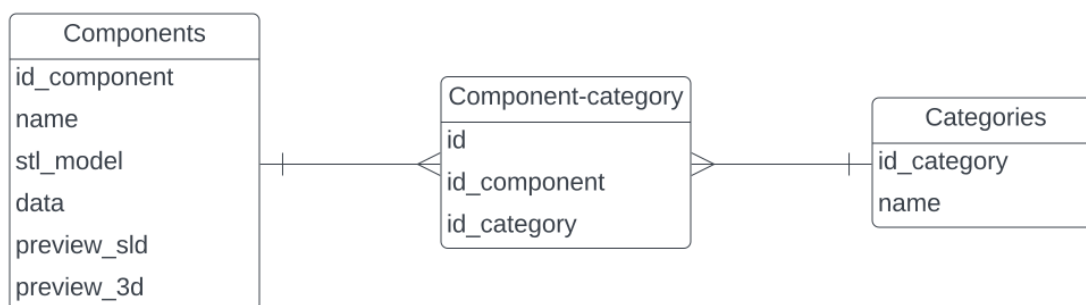 Components
id_component
name
stl_model
data
preview_sld
preview_3d
Component-category
id
id_component
id_category
Categories
id_category
name